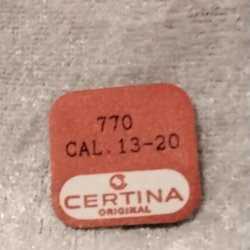 770
CAL. 13-20
CERTINA
ORIGINAL